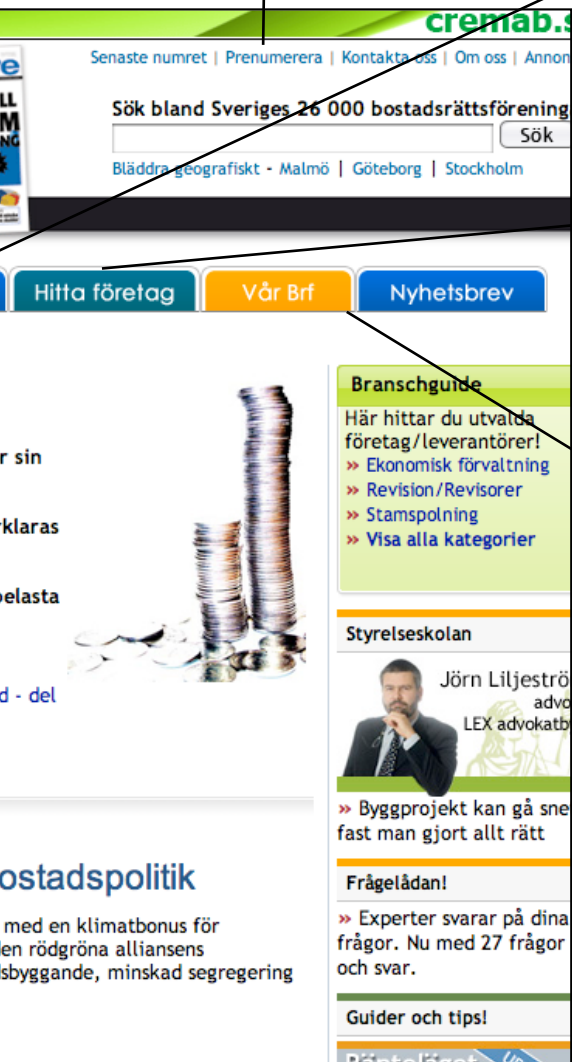 cremab.s
Senaste numret | Prenumerera | Kontakta oss | Om oss | Annon
Sök bland Sveriges 26 000 bostadsrättsförening
Sök
Bläddra geografiskt - Malmö | Göteborg | Stockholm
Hitta företag
Vår Brf
Nyhetsbrev
r sin
rklaras
belasta
d - del
Branschguide
Här hittar du utvalda
företag/leverantörer!
» Ekonomisk förvaltning
» Revision/Revisorer
» Stamspolning
» Visa alla kategorier
Styrelseskolan
Jörn Liljeströ
advo
LEX advokatb
» Byggprojekt kan gå sne
fast man gjort allt rätt
ostadspolitik
med en klimatbonus för
den rödgröna alliansens
dsbyggande, minskad segregering
Frågelådan!
» Experter svarar på dina
frågor. Nu med 27 frågor
och svar.
Guider och tips!